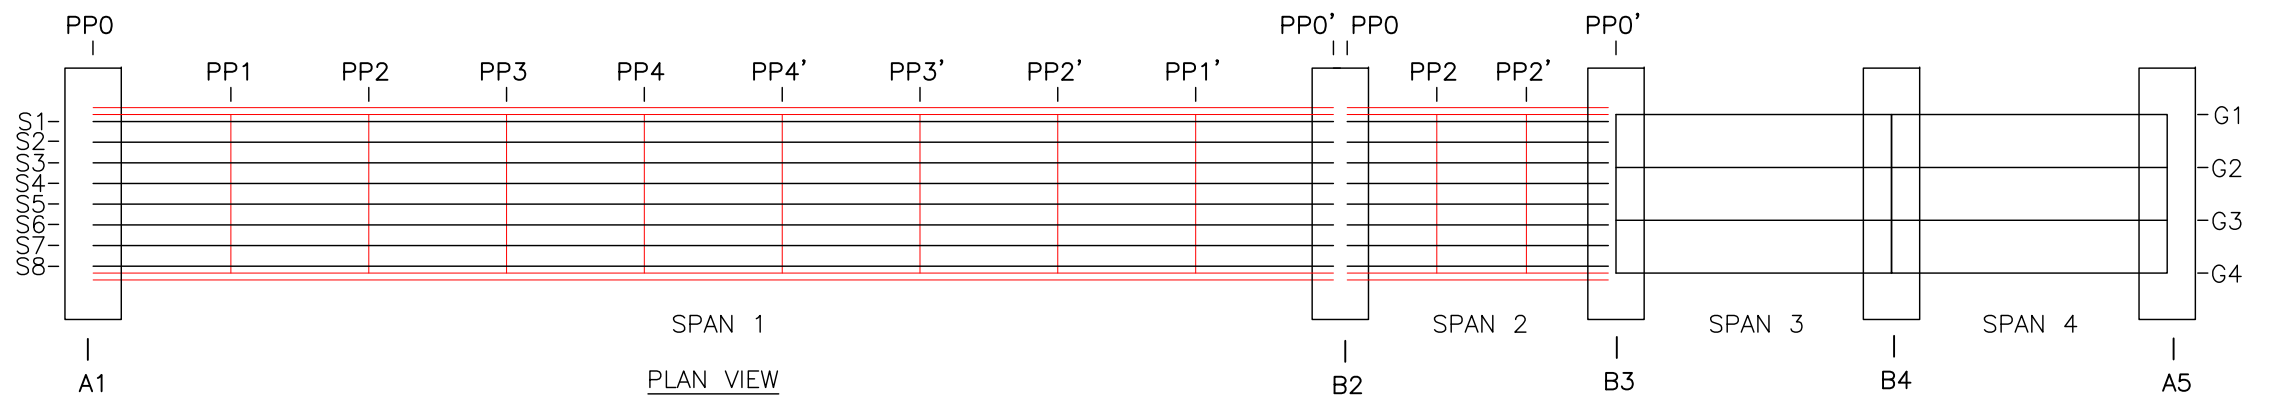 PP0 PP0' PP0 PP0'
PP1 PP2 PP3 PP4 PP4' PP3' PP2' PP1' PP2 PP2'
S1 G1
S2
S3 G2
S4
S5
S6 G3
S7
S8 G4
SPAN 1 SPAN 2 SPAN 3 SPAN 4
A1 PLAN VIEW B2 B3 B4 A5